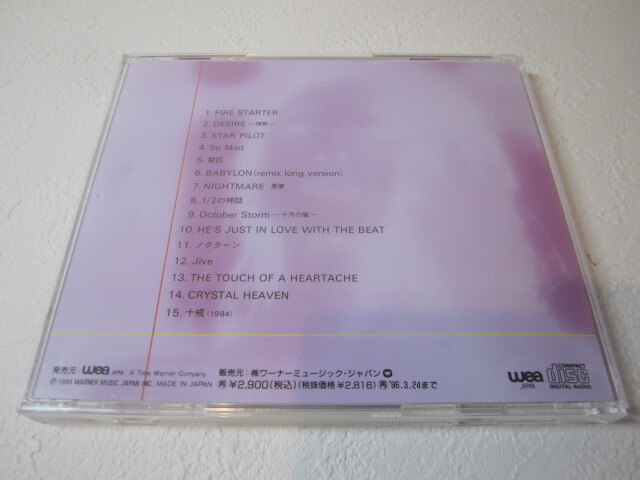 1. FIRE STARTER
2. DESIRE ―情熱―
3. STAR PILOT
4. So Mad
5. 禁区
6. BABYLON(remix long version)
7. NIGHTMARE 悪夢
8. 1/2の神話
9. October Storm ―十月の嵐―
10. HE'S JUST IN LOVE WITH THE BEAT
11. ノクターン
12. Jive
13. THE TOUCH OF A HEARTACHE
14. CRYSTAL HEAVEN
15. 十戒(1984)
発売元: wea JAPAN A Time Warner Company 販売元: ㈱ワーナーミュージック・ジャパン
Ⓟ1994 WARNER MUSIC JAPAN INC. MADE IN JAPAN 再¥2,900(税込)(税抜価格¥2,816)再'96.3.24まで
wea JAPAN
COMPACT disc DIGITAL AUDIO